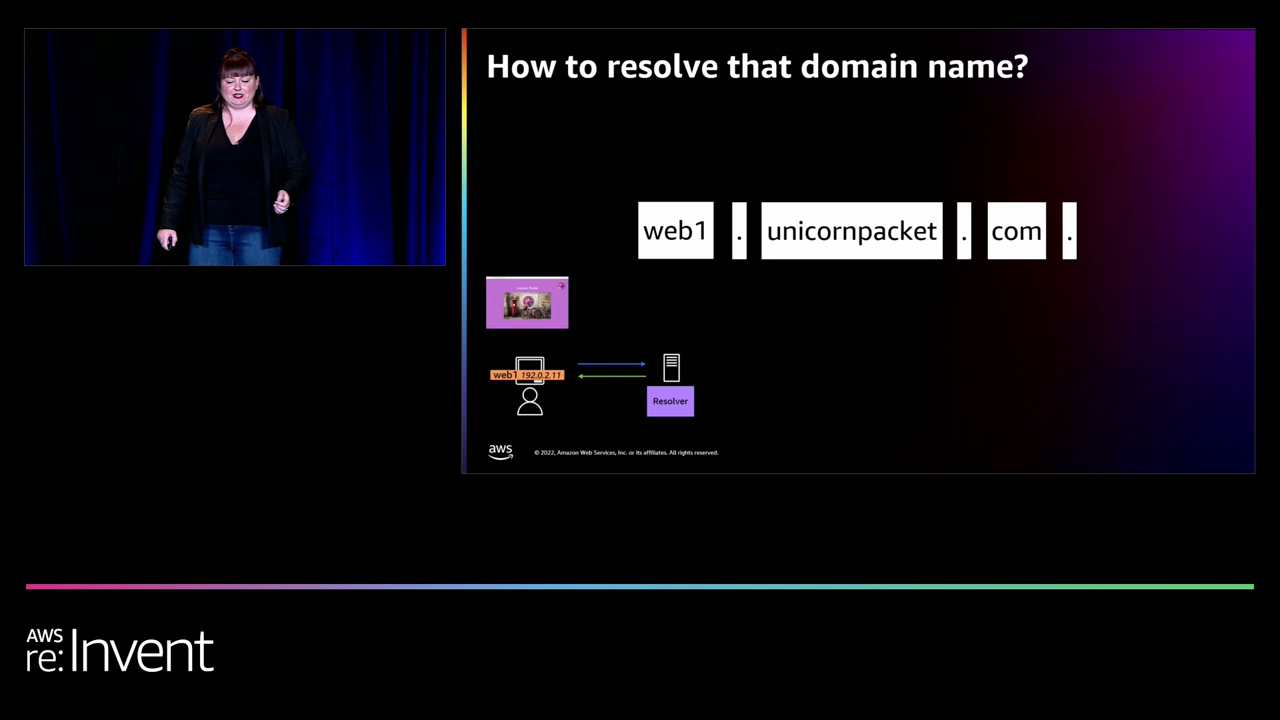 How to resolve that domain name?
web1 . unicornpacket . com .
web1 192.0.2.11
Resolver
aws
© 2022, Amazon Web Services, Inc. or its affiliates. All rights reserved.
AWS
re:Invent